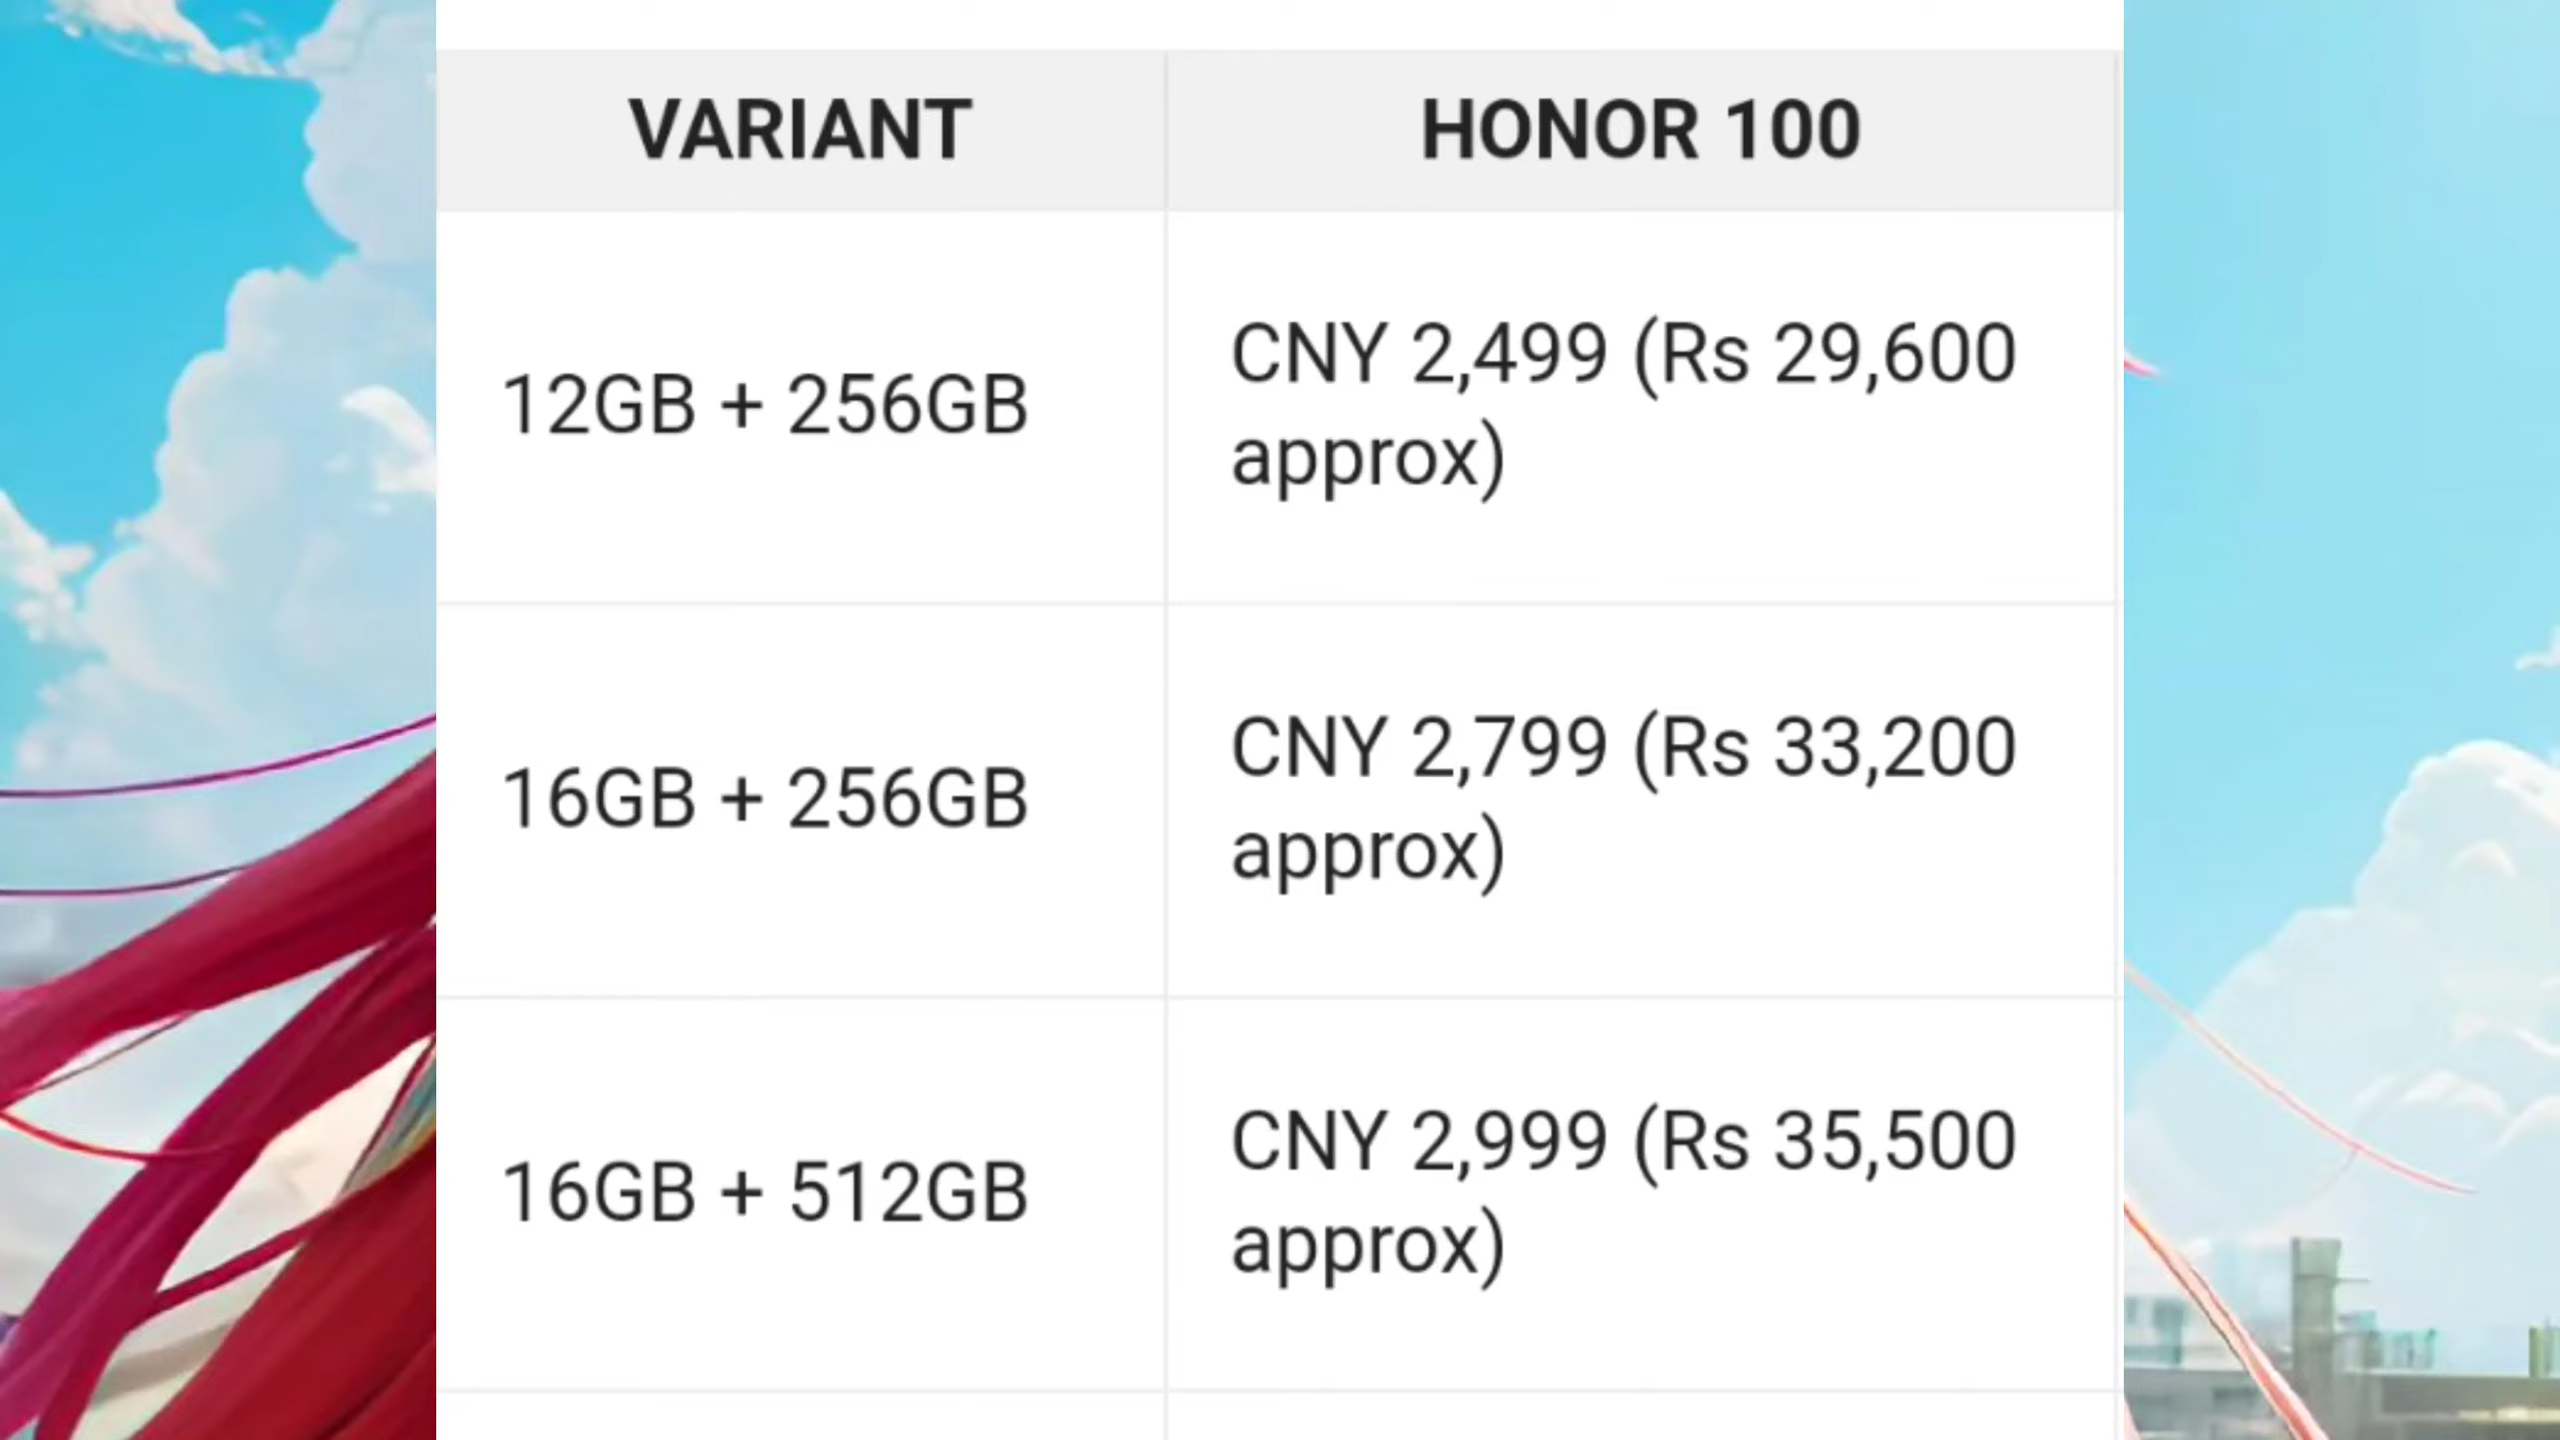 VARIANT HONOR 100
12GB + 256GB CNY 2,499 (Rs 29,600
approx)
16GB + 256GB CNY 2,799 (Rs 33,200
approx)
16GB + 512GB CNY 2,999 (Rs 35,500
approx)